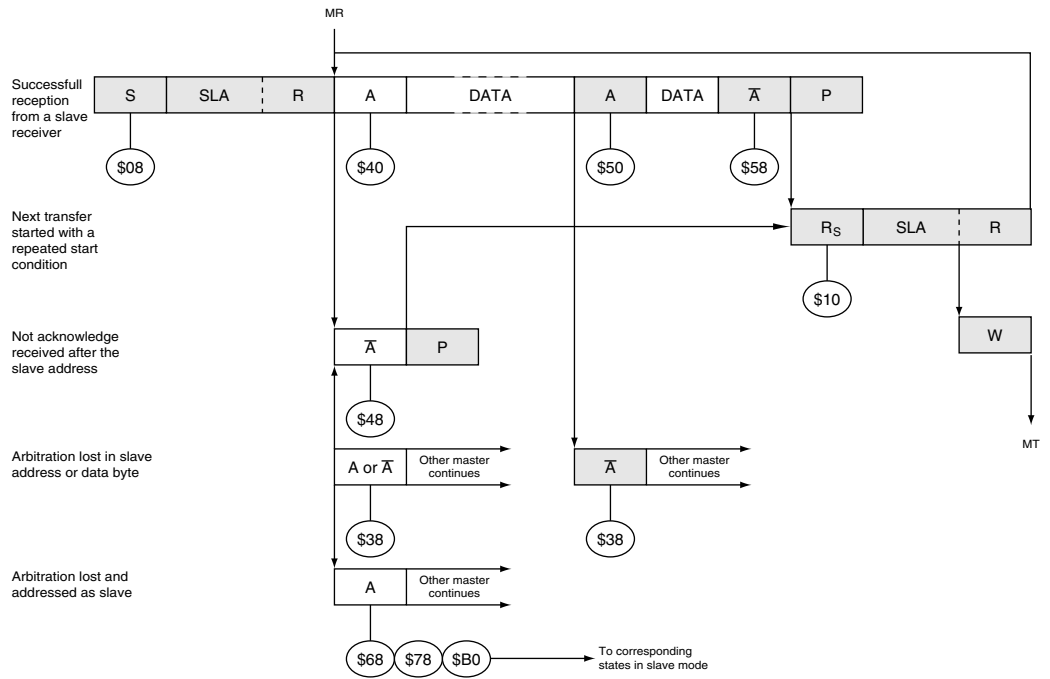 MR
Successfull
reception
from a slave
receiver
S SLA R A DATA A DATA A̅ P
$08 $40 $50 $58
Next transfer
started with a
repeated start
condition
RS SLA R
$10
Not acknowledge
received after the
slave address
A̅ P
W
$48
MT
Arbitration lost in slave
address or data byte
A or A̅
Other master
continues
A̅
Other master
continues
$38 $38
Arbitration lost and
addressed as slave
A
Other master
continues
$68 $78 $B0
To corresponding
states in slave mode